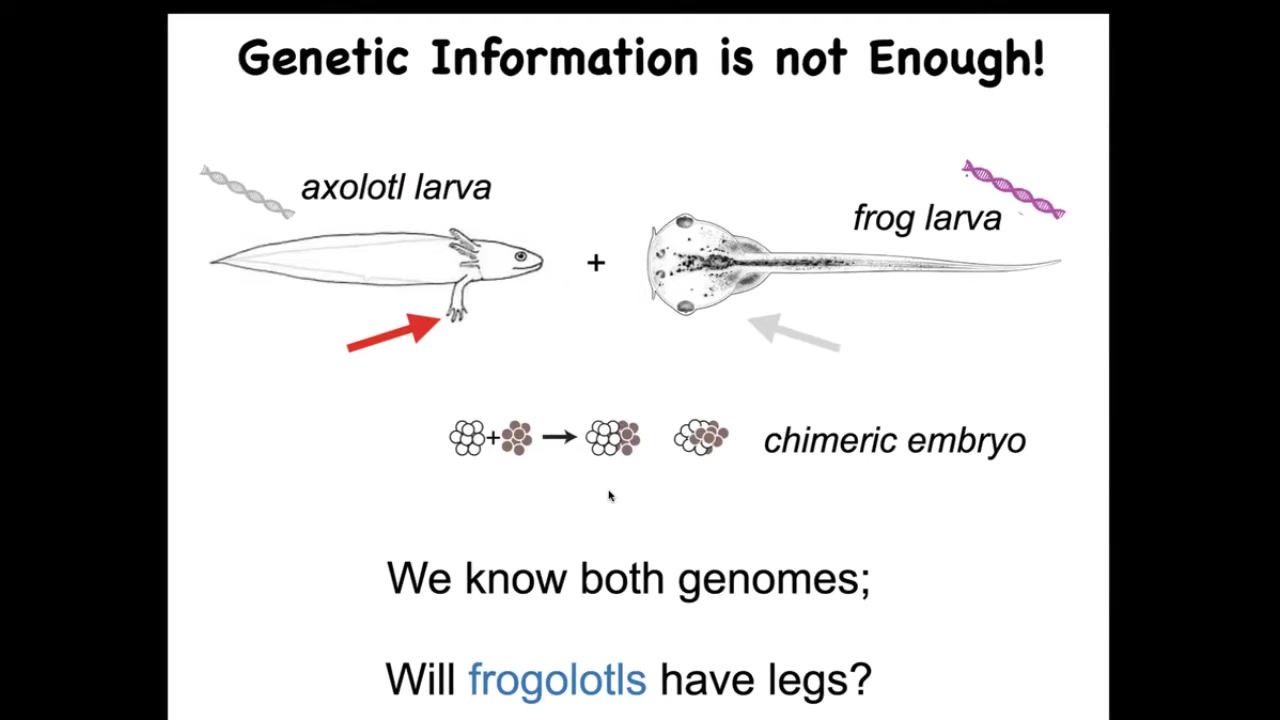 Genetic Information is not Enough!
axolotl larva
frog larva
+
+
chimeric embryo
We know both genomes;
Will frogolotls have legs?